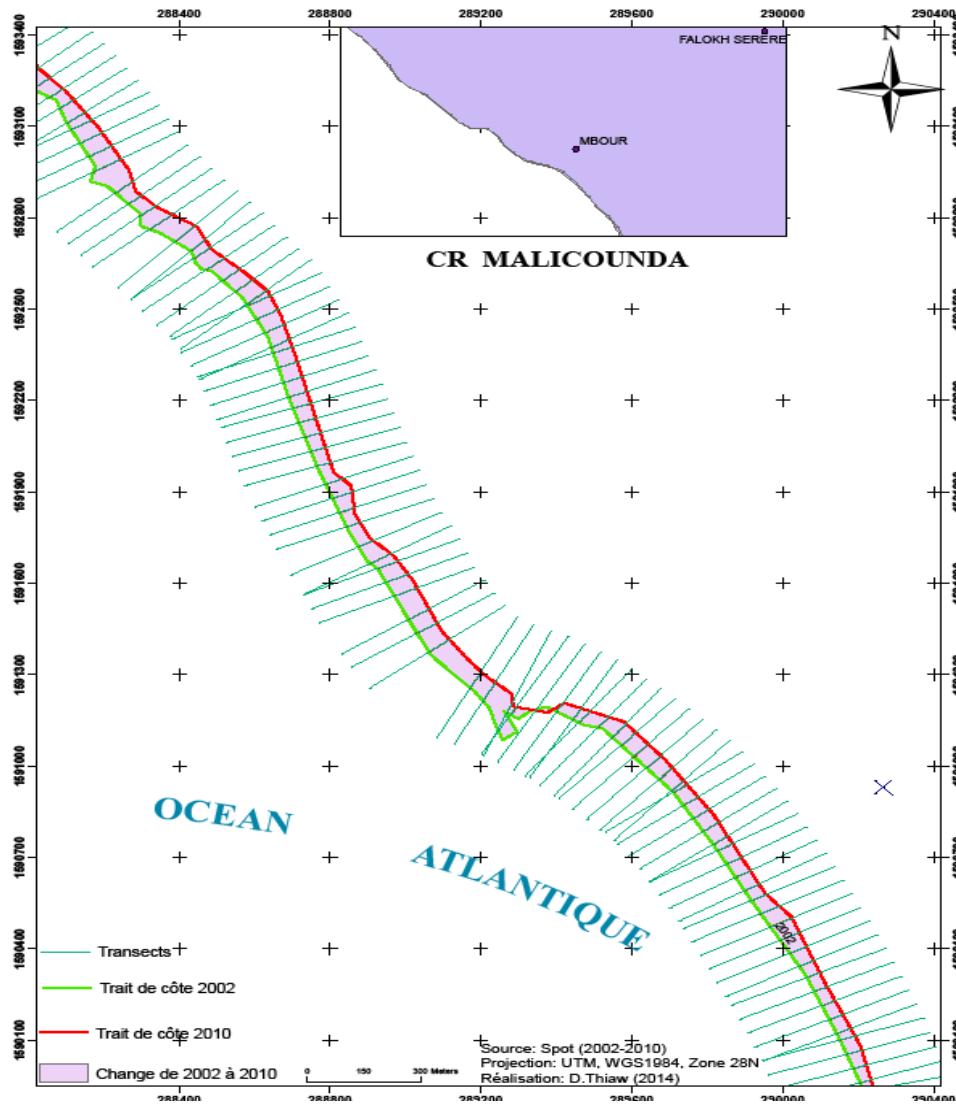 288400 288800 289200 289600 290000 290400
1593400
1593100
1592800
1592500
1592200
1591900
1591600
1591300
1591000
1590700
1590400
1590100
FALOKH SERERE
N
MBOUR
CR MALICOUNDA
OCEAN
ATLANTIQUE
2002
Transects
Trait de côte 2002
Trait de côte 2010
Change de 2002 à 2010
0 150 300 Meters
Source: Spot (2002-2010)
Projection: UTM, WGS1984, Zone 28N
Réalisation: D.Thiaw (2014)
288400 288800 289200 289600 290000 290400